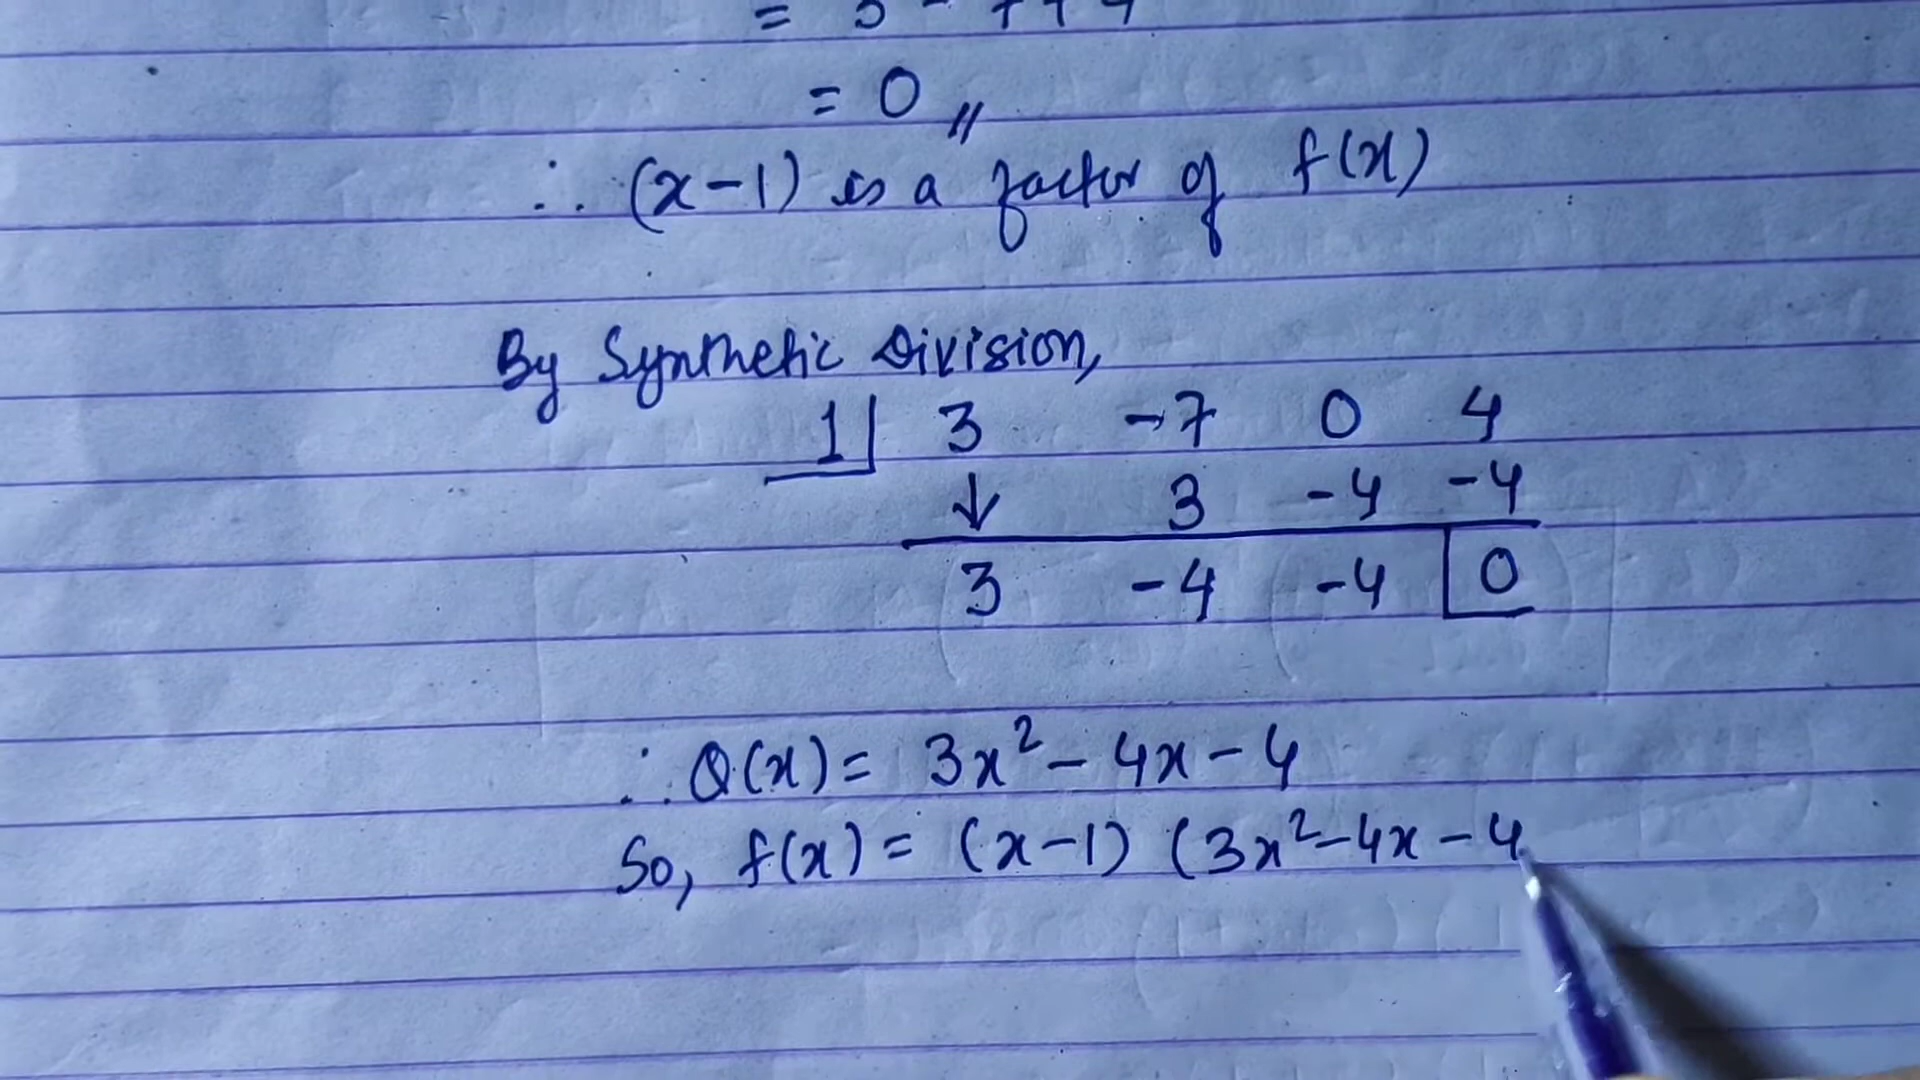 = 0 〃
∴ (x-1) is a factor of f(x)
By Synthetic Division,
1 3 -7 0 4
↓ 3 -4 -4
3 -4 -4 0
∴ Q(x) = 3x² - 4x - 4
So, f(x) = (x-1) (3x² - 4x - 4